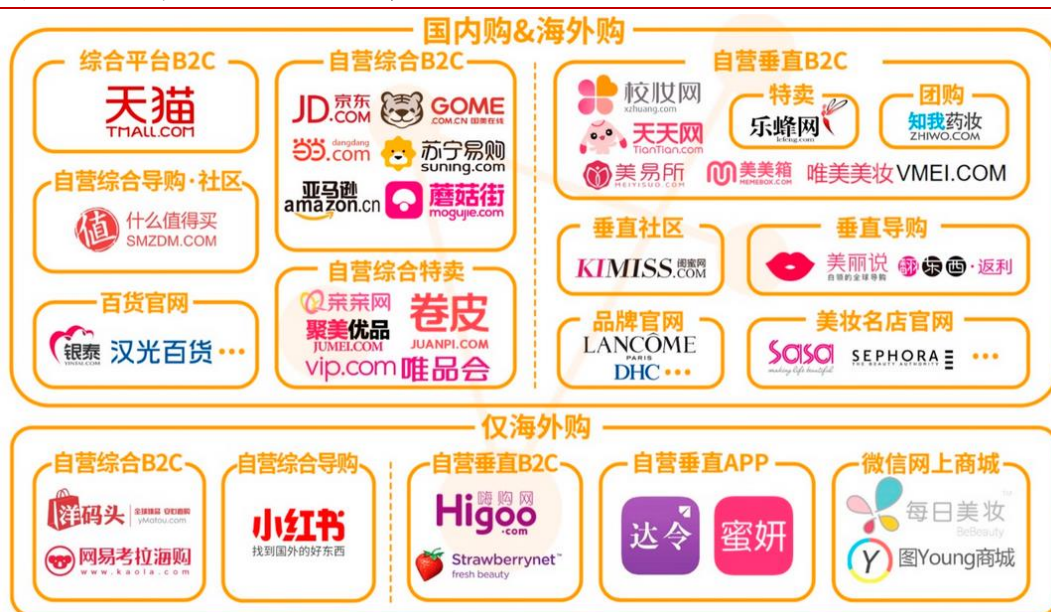 国内购&海外购
综合平台B2C
天猫
TMALL.COM
自营综合导购·社区
值
什么值得买
SMZDM.COM
百货官网
银泰
YINTAI.COM
汉光百货 •••
自营综合B2C
JD 京东
.COM
GOME
.COM.CN 国美在线
当当 dangdang
.com
苏宁易购
suning.com
亚马逊
amazon.cn
蘑菇街
mogujie.com
自营综合特卖
亲亲网
聚美优品
JUMEI.COM
卷皮
JUANPI.COM
vip.com 唯品会
自营垂直B2C
校妆网
xzhuang.com
天天网
TianTian.com
特卖
乐蜂网
lefeng.com
团购
知我药妆
ZHIWO.COM
美易所
MEIYISUO.COM
美美箱
MEMEBOX.COM
唯美美妆 VMEI.COM
垂直社区
KIMISS 闺蜜网
.COM
垂直导购
美丽说
白领的全球导购
翻东西·返利
品牌官网
LANCÔME
PARIS
DHC •••
美妆名店官网
Sasa
making life beautiful
SEPHORA
THE BEAUTY AUTHORITY
•••
仅海外购
自营综合B2C
洋码头
yMatou.com
网易考拉海购
www.kaola.com
自营综合导购
小红书
找到国外的好东西
自营垂直B2C
嗨购网
Higoo
.com
Strawberrynet™
fresh beauty
自营垂直APP
达令
蜜妍
微信网上商城
每日美妆
BeBeauty
Y
图Young商城